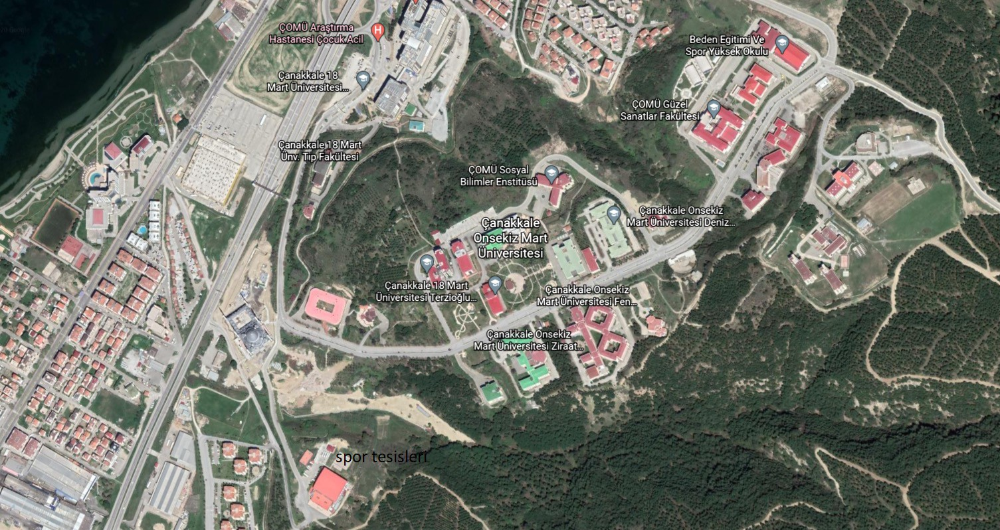 ÇOMÜ Araştırma
Hastanesi Çocuk Acil
H
Beden Egitimi Ve
Spor Yüksek Okulu
Çanakkale 18
Mart Üniversitesi...
ÇOMÜ Güzel
Sanatlar Fakültesi
Çanakkale 18 Mart
Ünv. Tıp Fakültesi
ÇOMÜ Sosyal
Bilimler Enstitüsü
Çanakkale Onsekiz
Mart Üniversitesi Deniz...
Çanakkale
Onsekiz Mart
Üniversitesi
Çanakkale 18 Mart
Üniversitesi Terzioğlu...
Çanakkale Onsekiz
Mart Üniversitesi Fen...
Çanakkale Onsekiz
Mart Üniversitesi Ziraat...
spor tesisleri